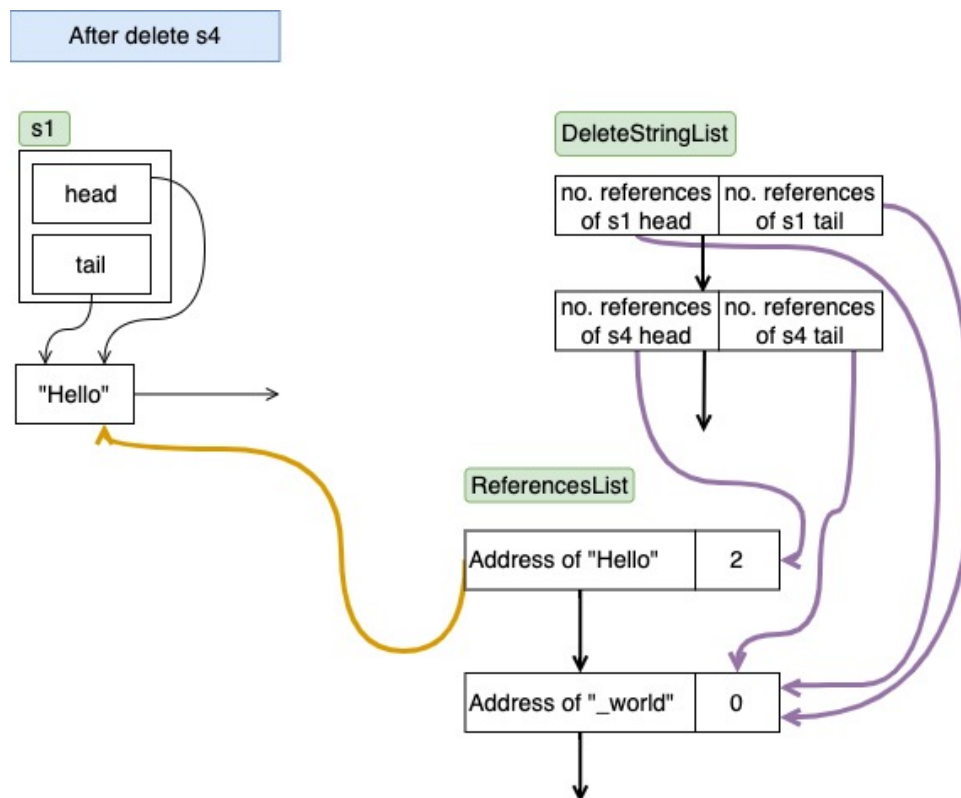 After delete s4
s1
head
tail
"Hello"
DeleteStringList
no. references
of s1 head
no. references
of s1 tail
no. references
of s4 head
no. references
of s4 tail
ReferencesList
Address of "Hello"
2
Address of "_world"
0